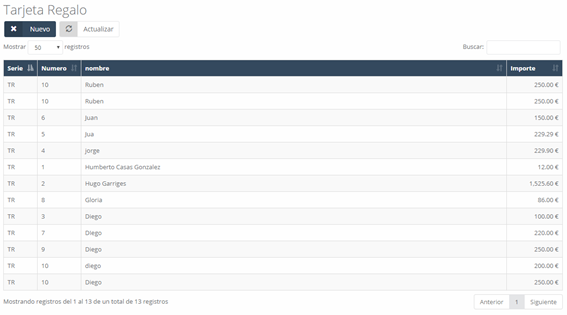 Tarjeta Regalo
Nuevo Actualizar
Mostrar 50 registros Buscar:
Serie Numero nombre Importe
TR 10 Ruben 250.00 €
TR 10 Ruben 250.00 €
TR 6 Juan 150.00 €
TR 5 Jua 229.29 €
TR 4 jorge 229.90 €
TR 1 Humberto Casas Gonzalez 12.00 €
TR 2 Hugo Garriges 1,525.60 €
TR 8 Gloria 86.00 €
TR 3 Diego 100.00 €
TR 7 Diego 220.00 €
TR 9 Diego 250.00 €
TR 10 diego 200.00 €
TR 10 Diego 250.00 €
Mostrando registros del 1 al 13 de un total de 13 registros Anterior 1 Siguiente